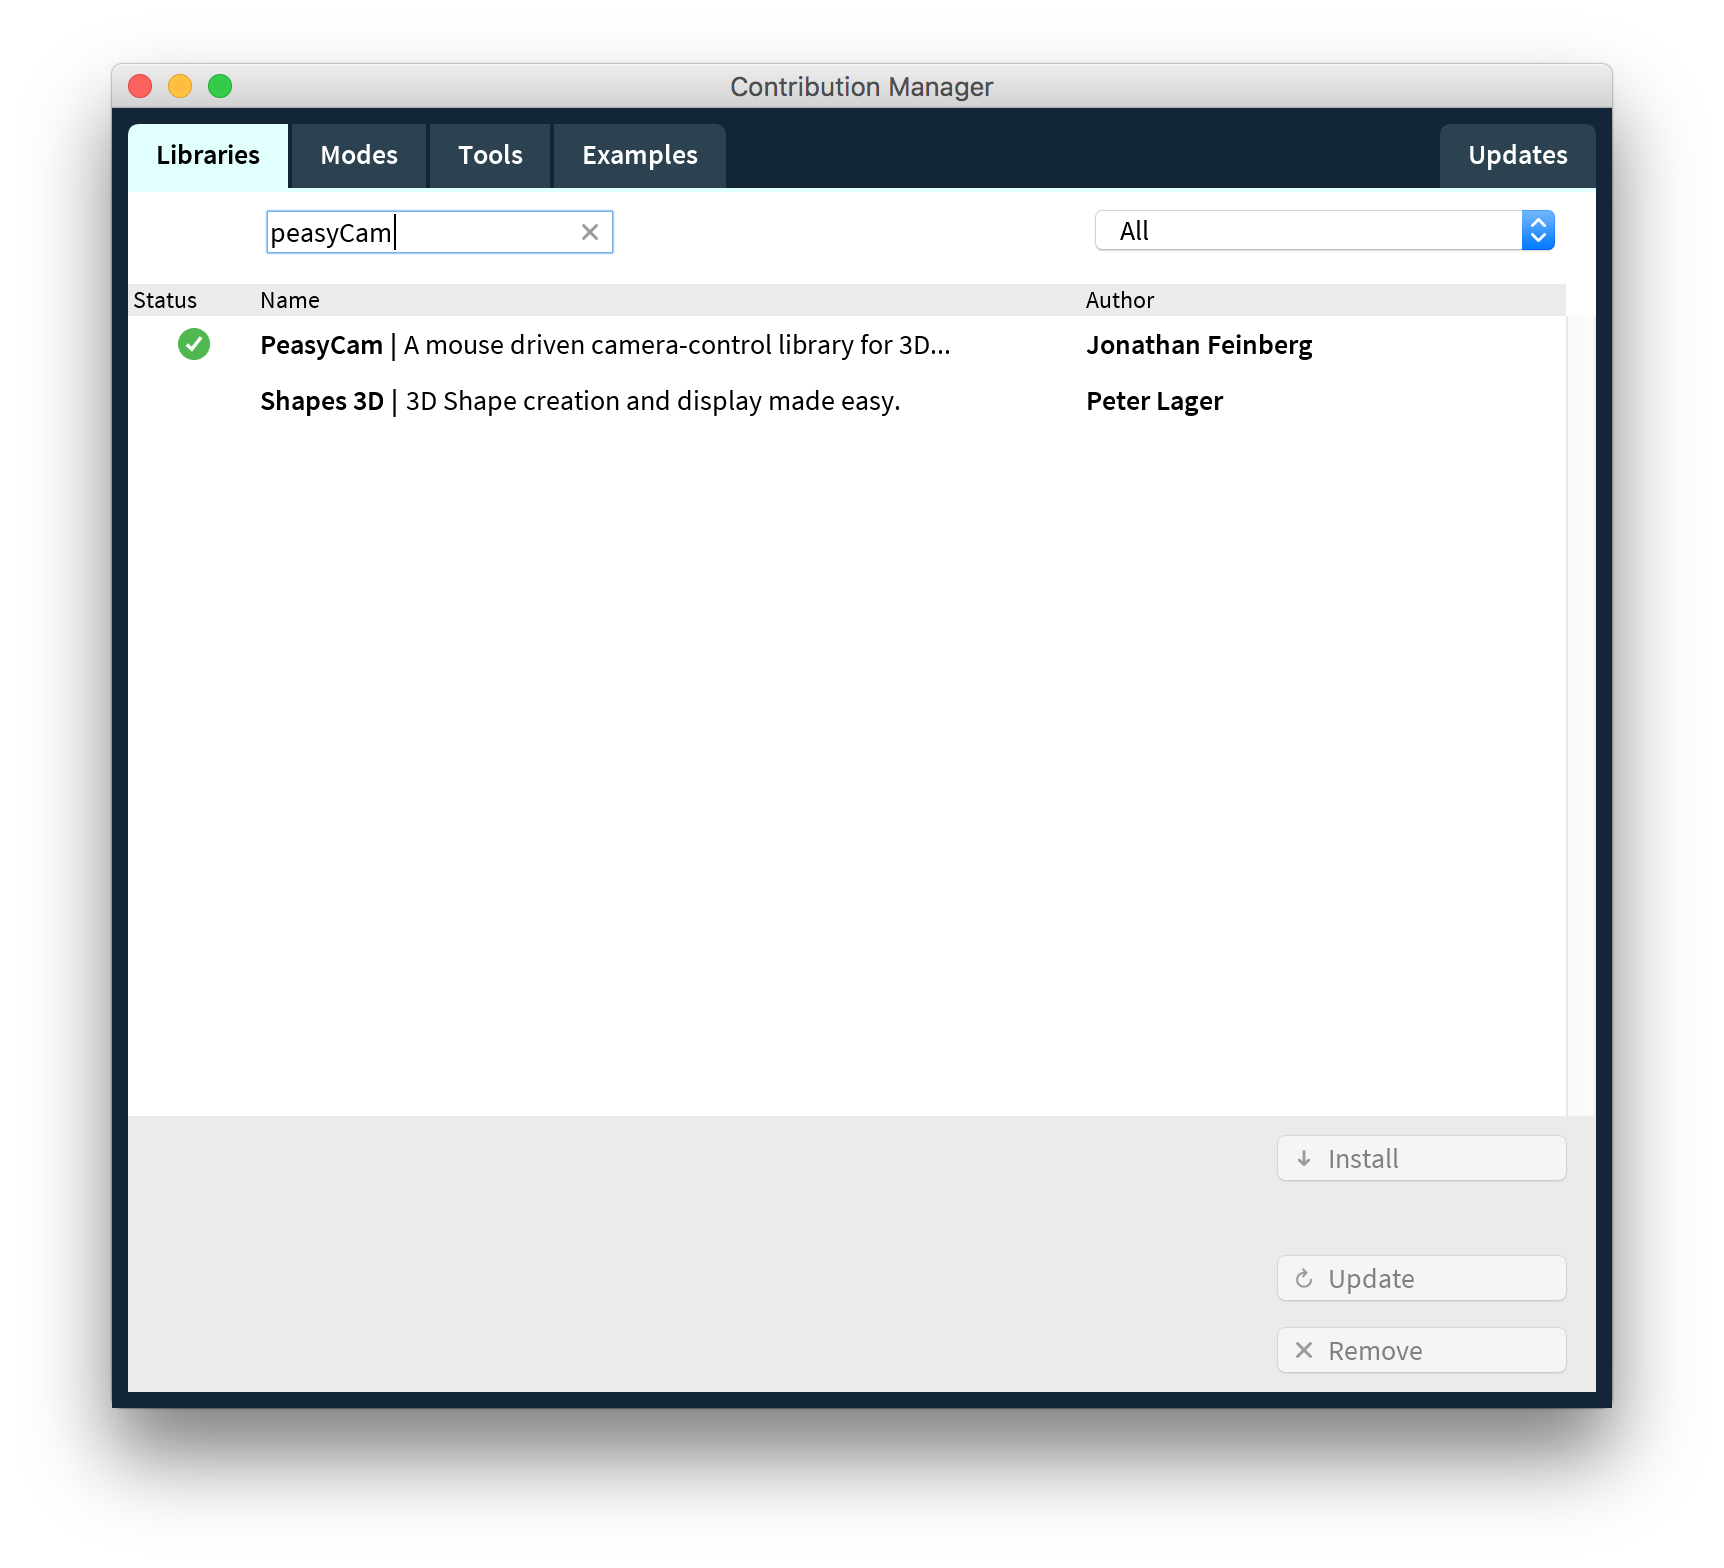 Contribution Manager
Libraries Modes Tools Examples Updates
peasyCam All
Status Name Author
PeasyCam | A mouse driven camera-control library for 3D... Jonathan Feinberg
Shapes 3D | 3D Shape creation and display made easy. Peter Lager
Install
Update
Remove